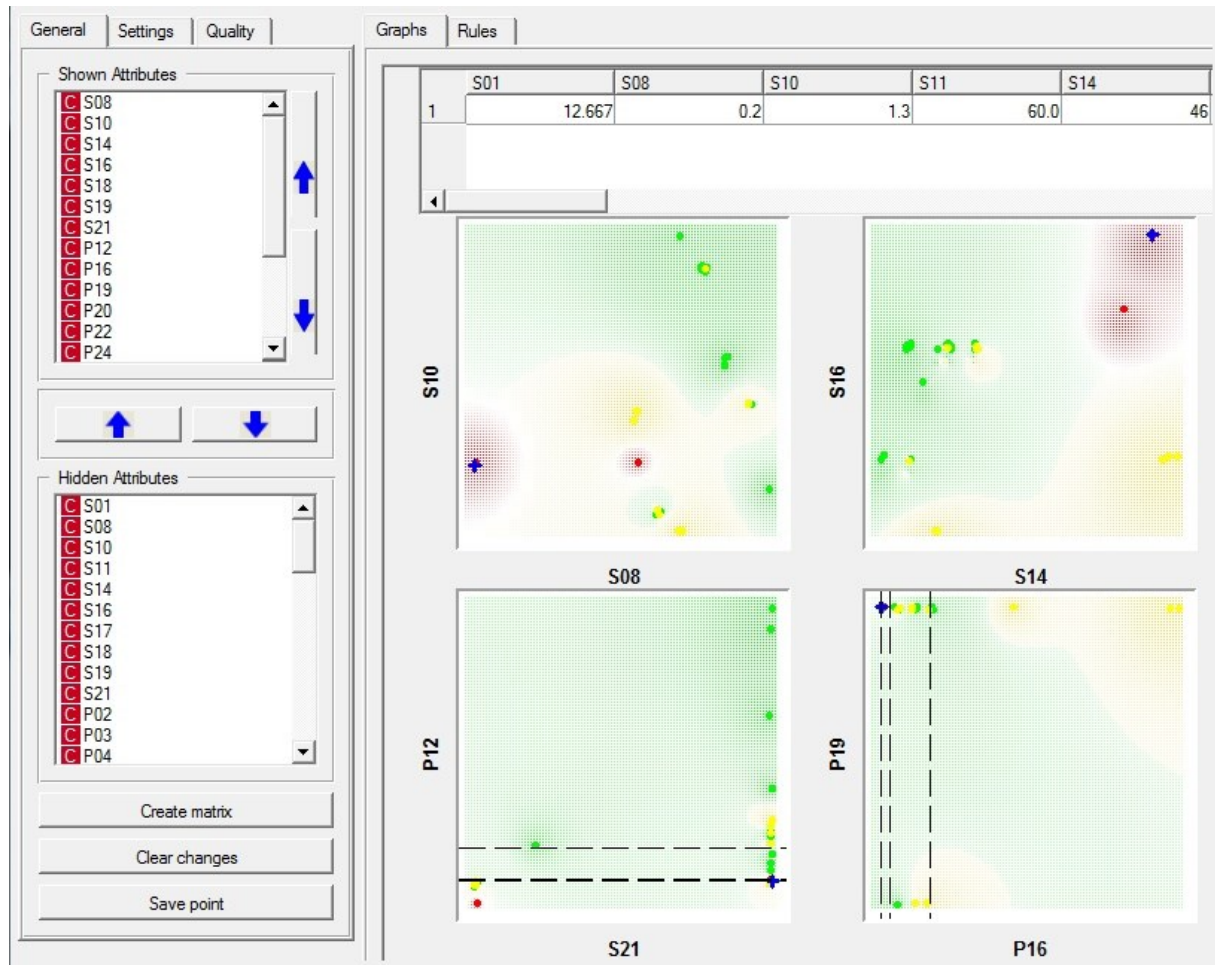 General Settings Quality
Shown Attributes
C S08
C S10
C S14
C S16
C S18
C S19
C S21
C P12
C P16
C P19
C P20
C P22
C P24
Hidden Attributes
C S01
C S08
C S10
C S11
C S14
C S16
C S17
C S18
C S19
C S21
C P02
C P03
C P04
Create matrix
Clear changes
Save point
Graphs Rules
S01 S08 S10 S11 S14
1 12.667 0.2 1.3 60.0 46
S10
S08
S16
S14
P12
S21
P19
P16